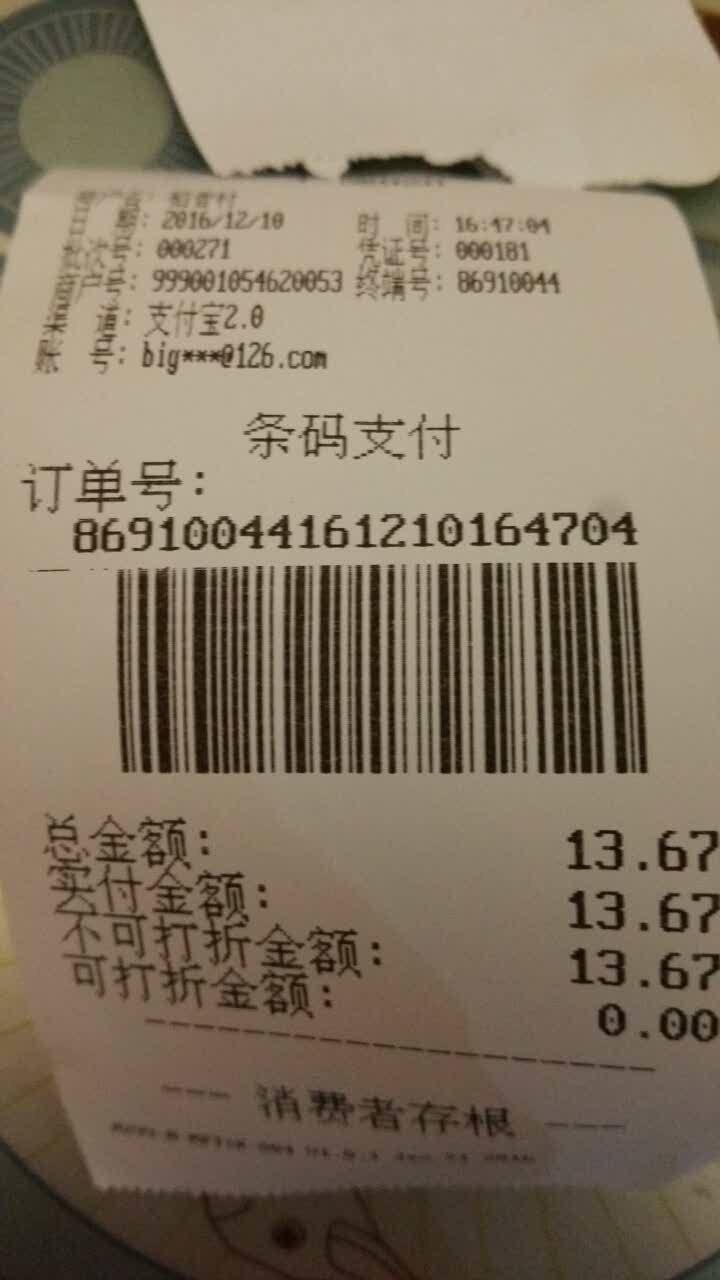 日 期: 2016/12/10 时 间: 16:47:04
批次号: 000271 凭证号: 000181
商户号: 999001054620053 终端号: 86910044
渠 道: 支付宝2.0
账 号: big***@126.com
条码支付
订单号:
86910044161210164704
总金额: 13.67
实付金额: 13.67
不可打折金额: 13.67
可打折金额: 0.00
--- 消费者存根 ---